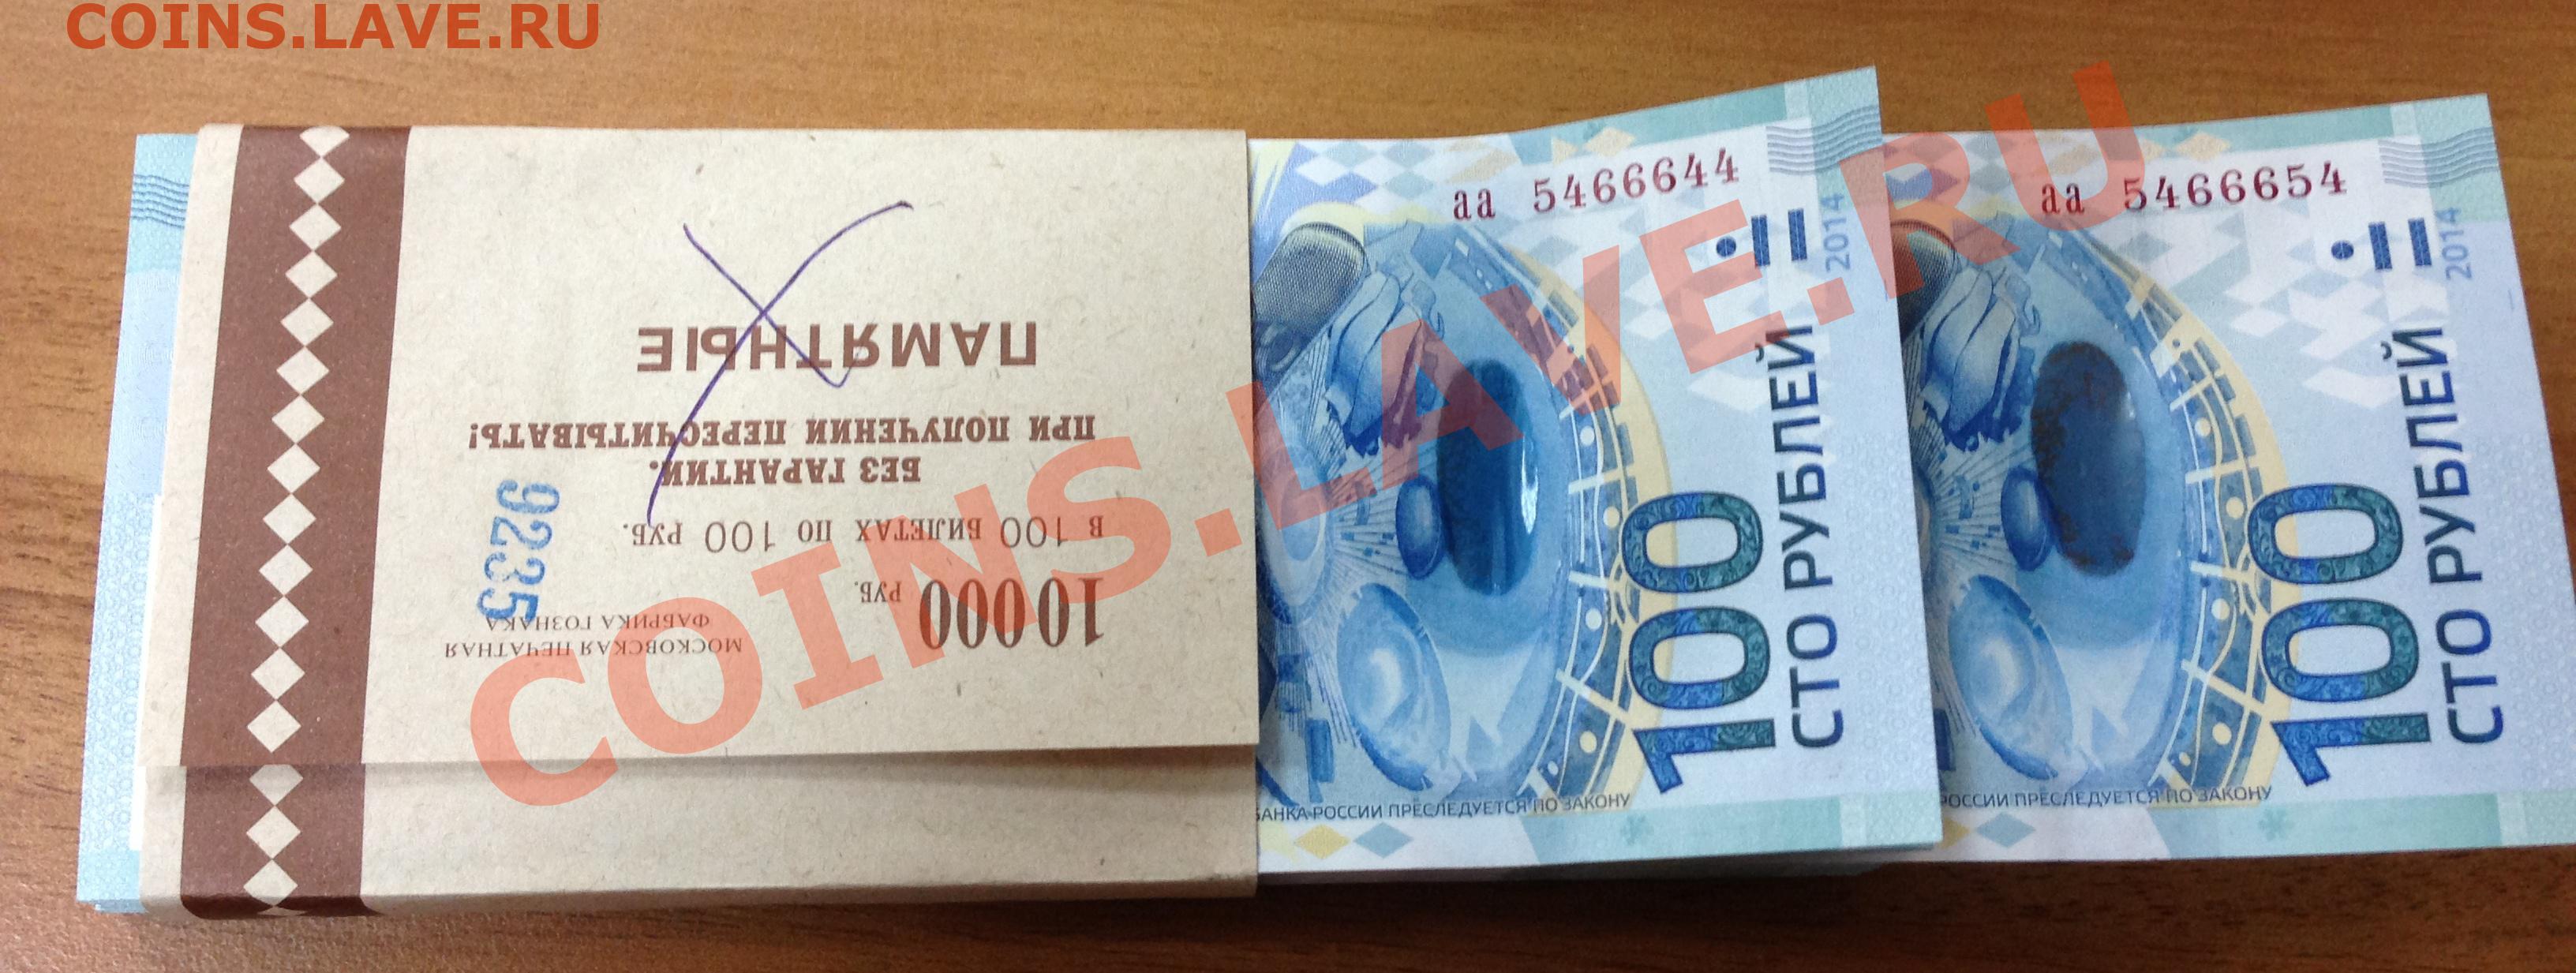 COINS.LAVE.RU
ПАМЯТНЫЕ
ПРИ ПОЛУЧЕНИИ ПЕРЕСЧИТЫВАТЬ!
БЕЗ ГАРАНТИИ.
В 100 БИЛЕТАХ ПО 100 РУБ.
10000 РУБ.
МОСКОВСКАЯ ПЕЧАТНАЯ
ФАБРИКА ГОЗНАКА
9235
аа 5466644
2014
100
СТО РУБЛЕЙ
БАНКА РОССИИ ПРЕСЛЕДУЕТСЯ ПО ЗАКОНУ
аа 5466654
2014
100
СТО РУБЛЕЙ
РОССИИ ПРЕСЛЕДУЕТСЯ ПО ЗАКОНУ
COINS.LAVE.RU